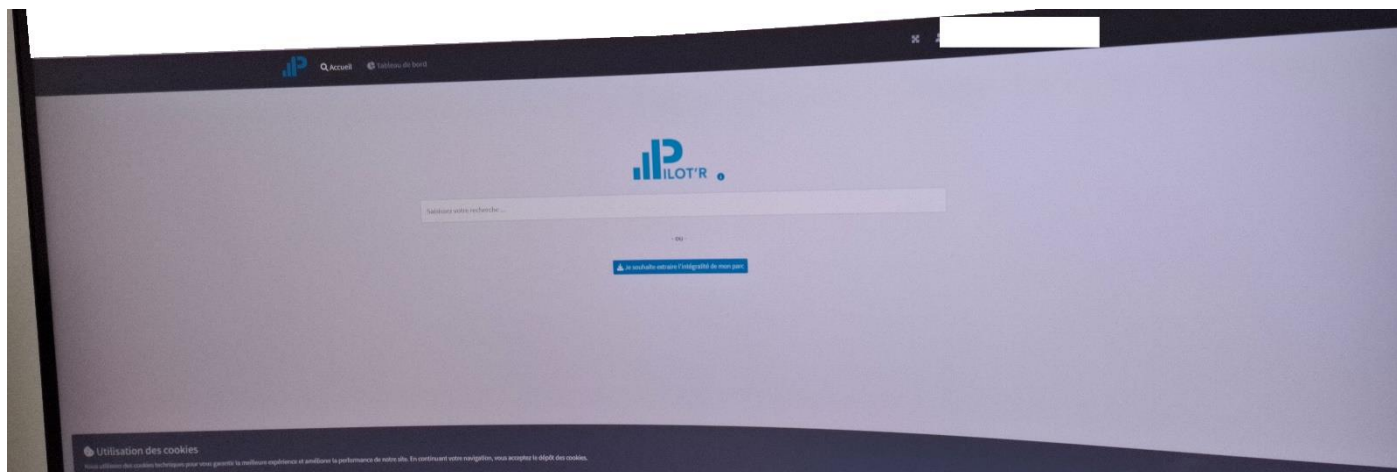 Accueil Tableau de bord
PILOT'R
Saisissez votre recherche ...
- ou -
Je souhaite extraire l'intégralité de mon parc
Utilisation des cookies
Nous utilisons des cookies techniques pour vous garantir la meilleure expérience et améliorer la performance de notre site. En continuant votre navigation, vous acceptez le dépôt des cookies.